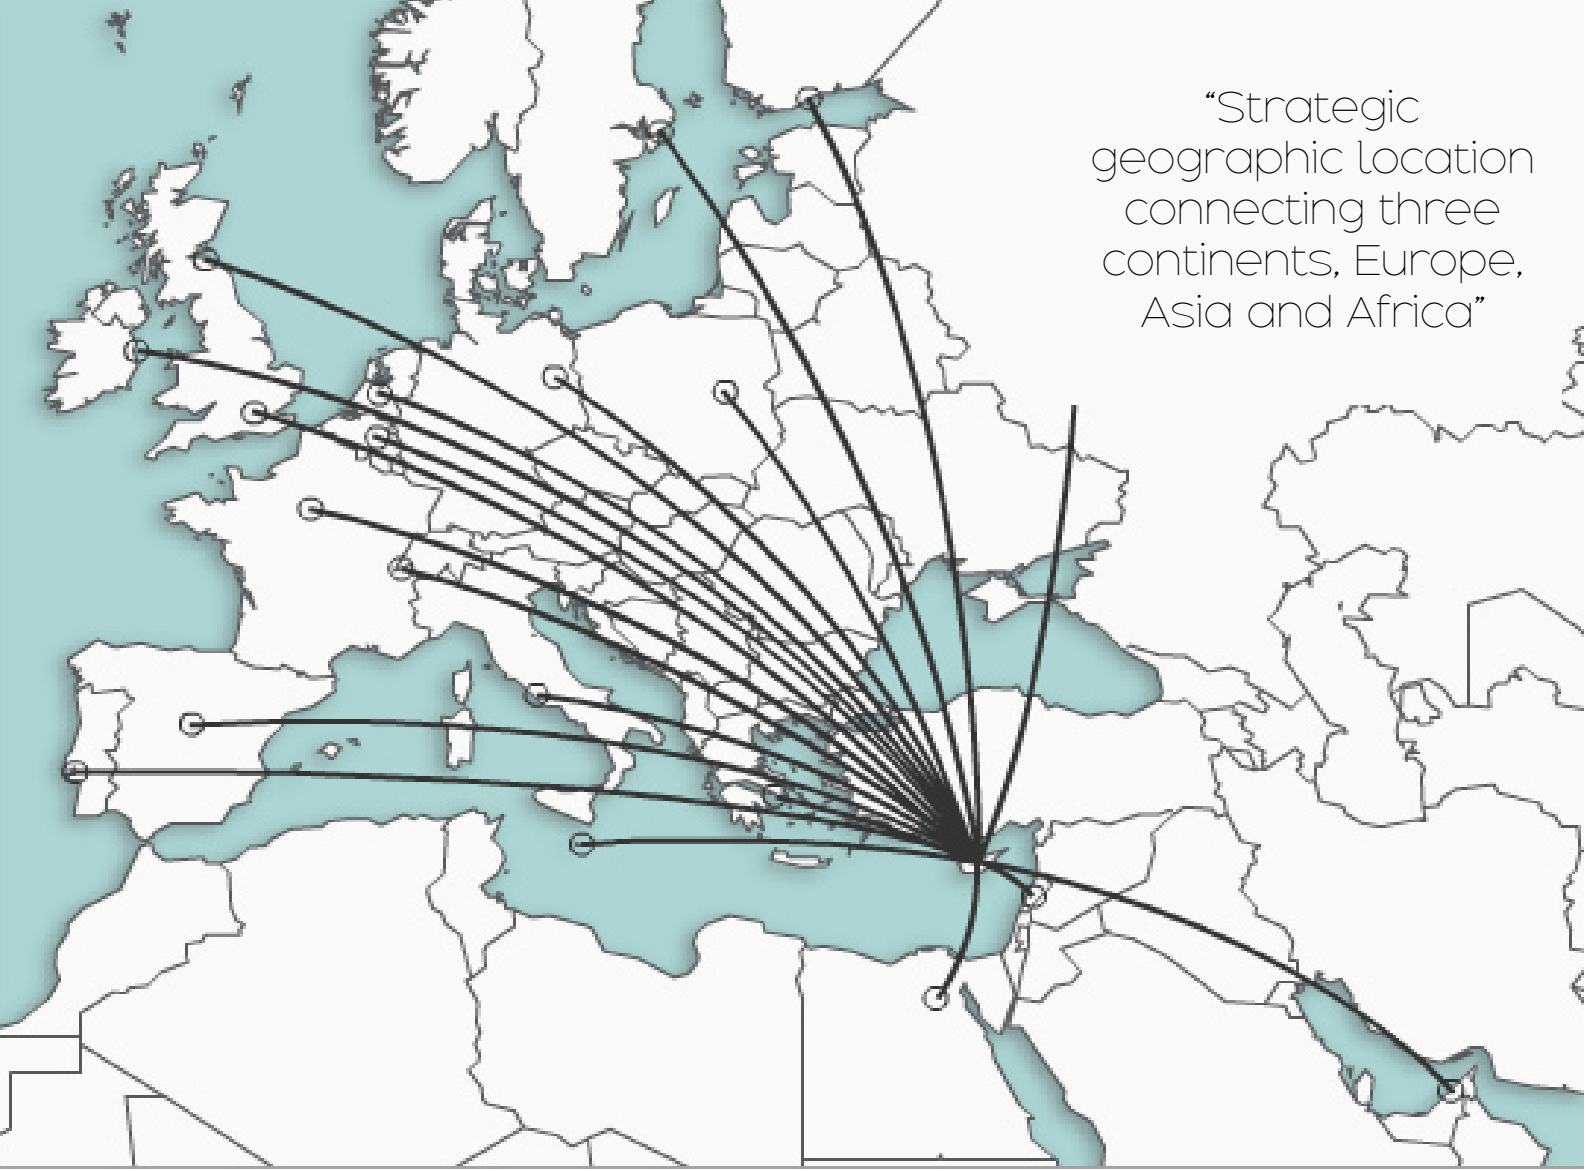 “Strategic
geographic location
connecting three
continents, Europe,
Asia and Africa”